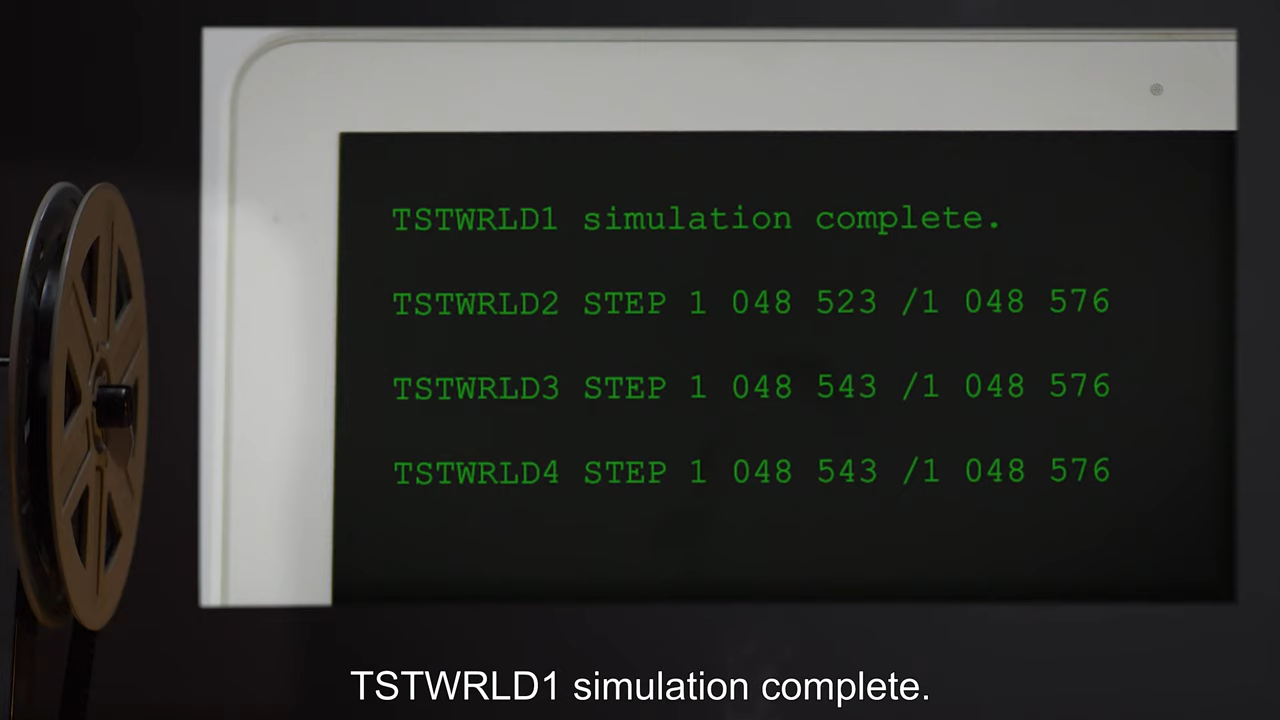 TSTWRLD1 simulation complete.
TSTWRLD2 STEP 1 048 523 /1 048 576
TSTWRLD3 STEP 1 048 543 /1 048 576
TSTWRLD4 STEP 1 048 543 /1 048 576
TSTWRLD1 simulation complete.